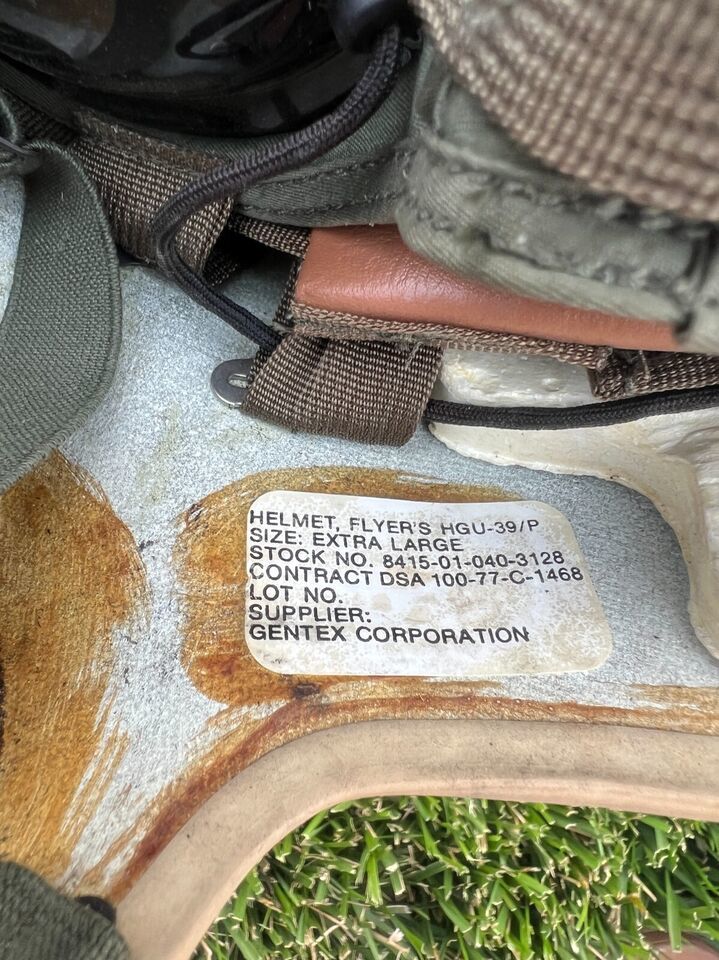 HELMET, FLYER'S HGU-39/P
SIZE: EXTRA LARGE
STOCK NO. 8415-01-040-3128
CONTRACT DSA 100-77-C-1468
LOT NO.
SUPPLIER:
GENTEX CORPORATION